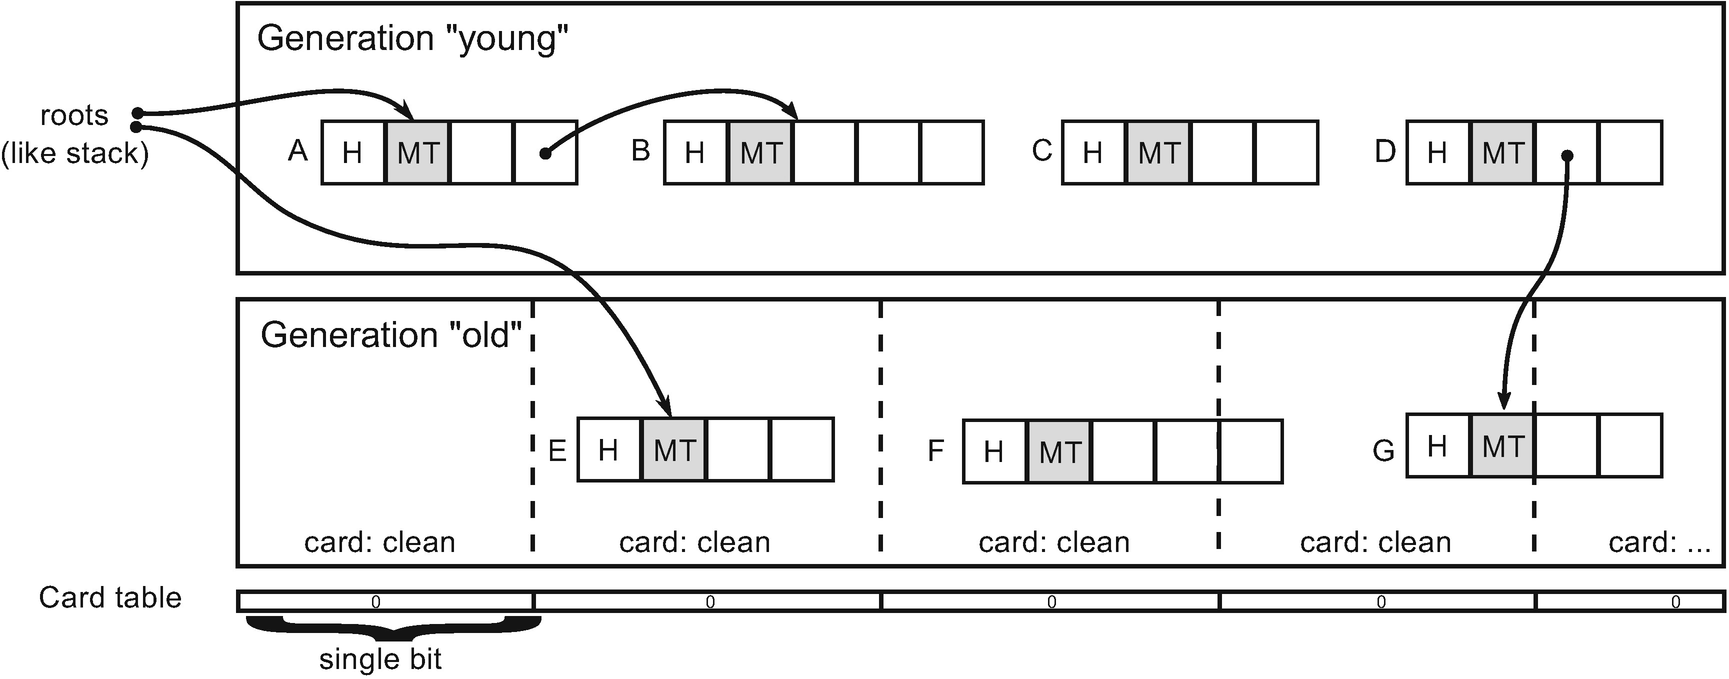 Generation "young"
roots
(like stack)
A H MT
B H MT
C H MT
D H MT
Generation "old"
E H MT
F H MT
G H MT
card: clean
card: clean
card: clean
card: clean
card: ...
Card table
0
0
0
0
0
single bit